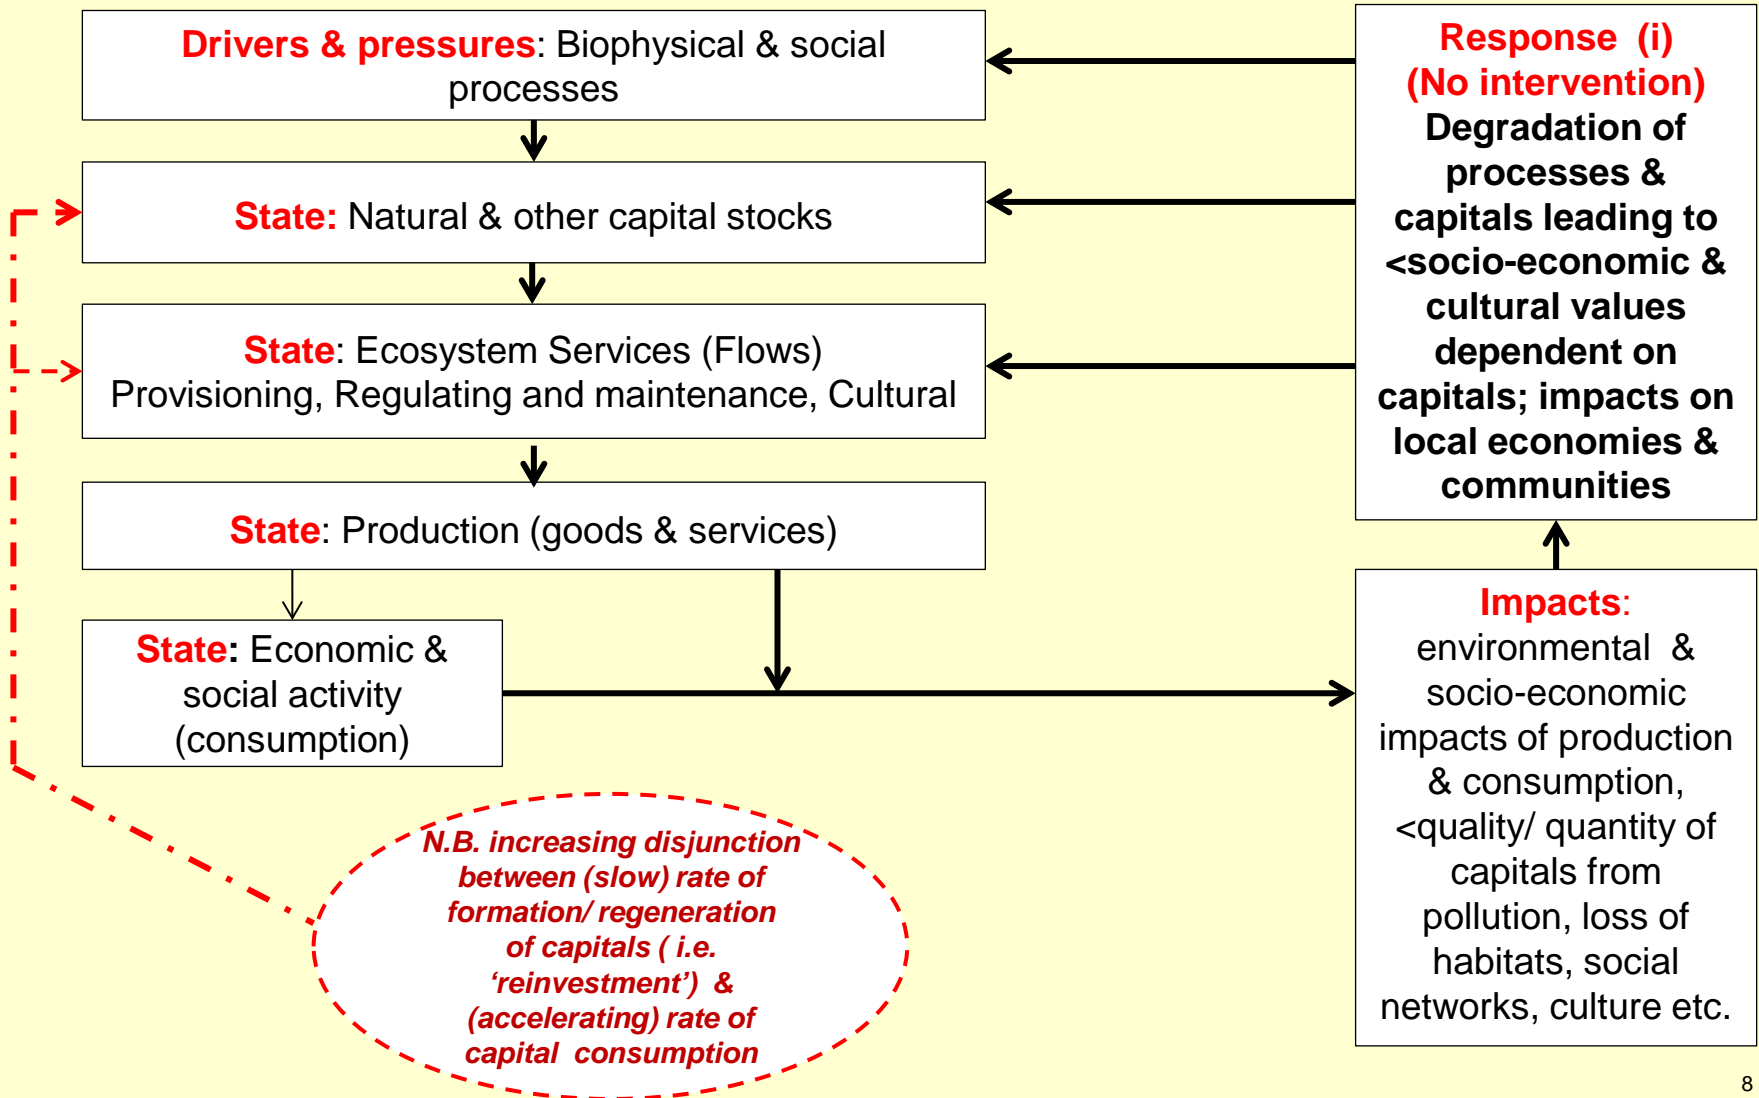 Drivers & pressures: Biophysical & social
processes
State: Natural & other capital stocks
State: Ecosystem Services (Flows)
Provisioning, Regulating and maintenance, Cultural
State: Production (goods & services)
State: Economic &
social activity
(consumption)
N.B. increasing disjunction
between (slow) rate of
formation/ regeneration
of capitals ( i.e.
‘reinvestment’) &
(accelerating) rate of
capital consumption
Response (i)
(No intervention)
Degradation of
processes &
capitals leading to
<socio-economic &
cultural values
dependent on
capitals; impacts on
local economies &
communities
Impacts:
environmental &
socio-economic
impacts of production
& consumption,
<quality/ quantity of
capitals from
pollution, loss of
habitats, social
networks, culture etc.
8